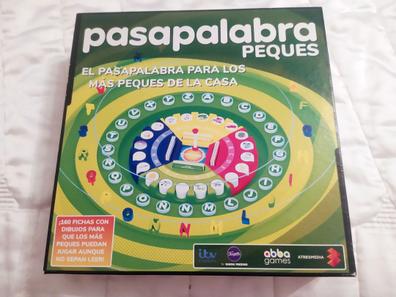 pasapalabra
PEQUES
EL PASAPALABRA PARA LOS
MÁS PEQUES DE LA CASA
¡160 FICHAS CON
DIBUJOS PARA
QUE LOS MÁS
PEQUES PUEDAN
JUGAR AUNQUE
NO SEPAN LEER!
itv
abba
games
ATRESMEDIA